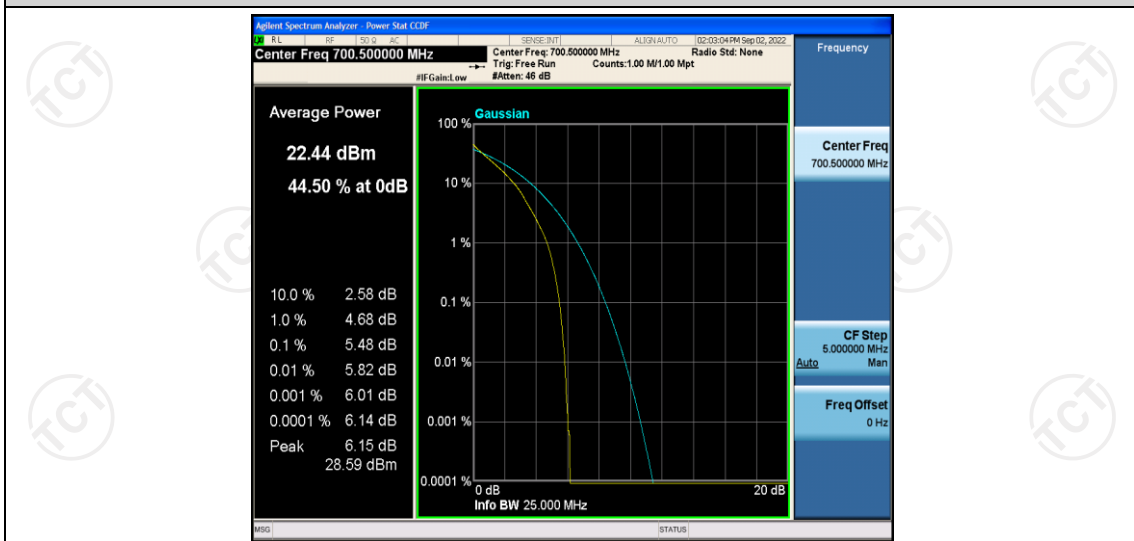 Agilent Spectrum Analyzer - Power Stat CCDF
RL RF 50 Ω AC SENSE:INT ALIGN AUTO 02:03:04 PM Sep 02, 2022
Center Freq 700.500000 MHz
Center Freq: 700.500000 MHz Radio Std: None
Trig: Free Run Counts:1.00 M/1.00 Mpt
#IFGain:Low #Atten: 46 dB
Frequency
Average Power
22.44 dBm
44.50 % at 0dB
10.0 % 2.58 dB
1.0 % 4.68 dB
0.1 % 5.48 dB
0.01 % 5.82 dB
0.001 % 6.01 dB
0.0001 % 6.14 dB
Peak 6.15 dB
28.59 dBm
Gaussian
100 %
10 %
1 %
0.1 %
0.01 %
0.001 %
0.0001 %
0 dB 20 dB
Info BW 25.000 MHz
Center Freq
700.500000 MHz
CF Step
5.000000 MHz
Auto Man
Freq Offset
0 Hz
MSG STATUS
TCT
TCT
TCT
TCT
TCT
TCT